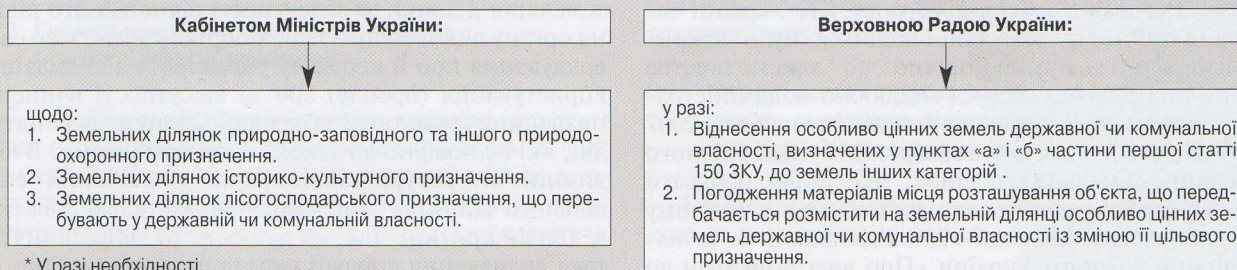 Кабінетом Міністрів України:
щодо:
1. Земельних ділянок природно-заповідного та іншого природо-
охоронного призначення.
2. Земельних ділянок історико-культурного призначення.
3. Земельних ділянок лісогосподарського призначення, що пере-
бувають у державній чи комунальній власності.
* У разі необхідності
Верховною Радою України:
у разі:
1. Віднесення особливо цінних земель державної чи комунальної
власності, визначених у пунктах «а» і «б» частини першої статті
150 ЗКУ, до земель інших категорій .
2. Погодження питань місця розташування об'єкта, що перед-
бачається розмістити на земельній ділянці особливо цінних зе-
мель державної чи комунальної власності із зміною її цільового
призначення.